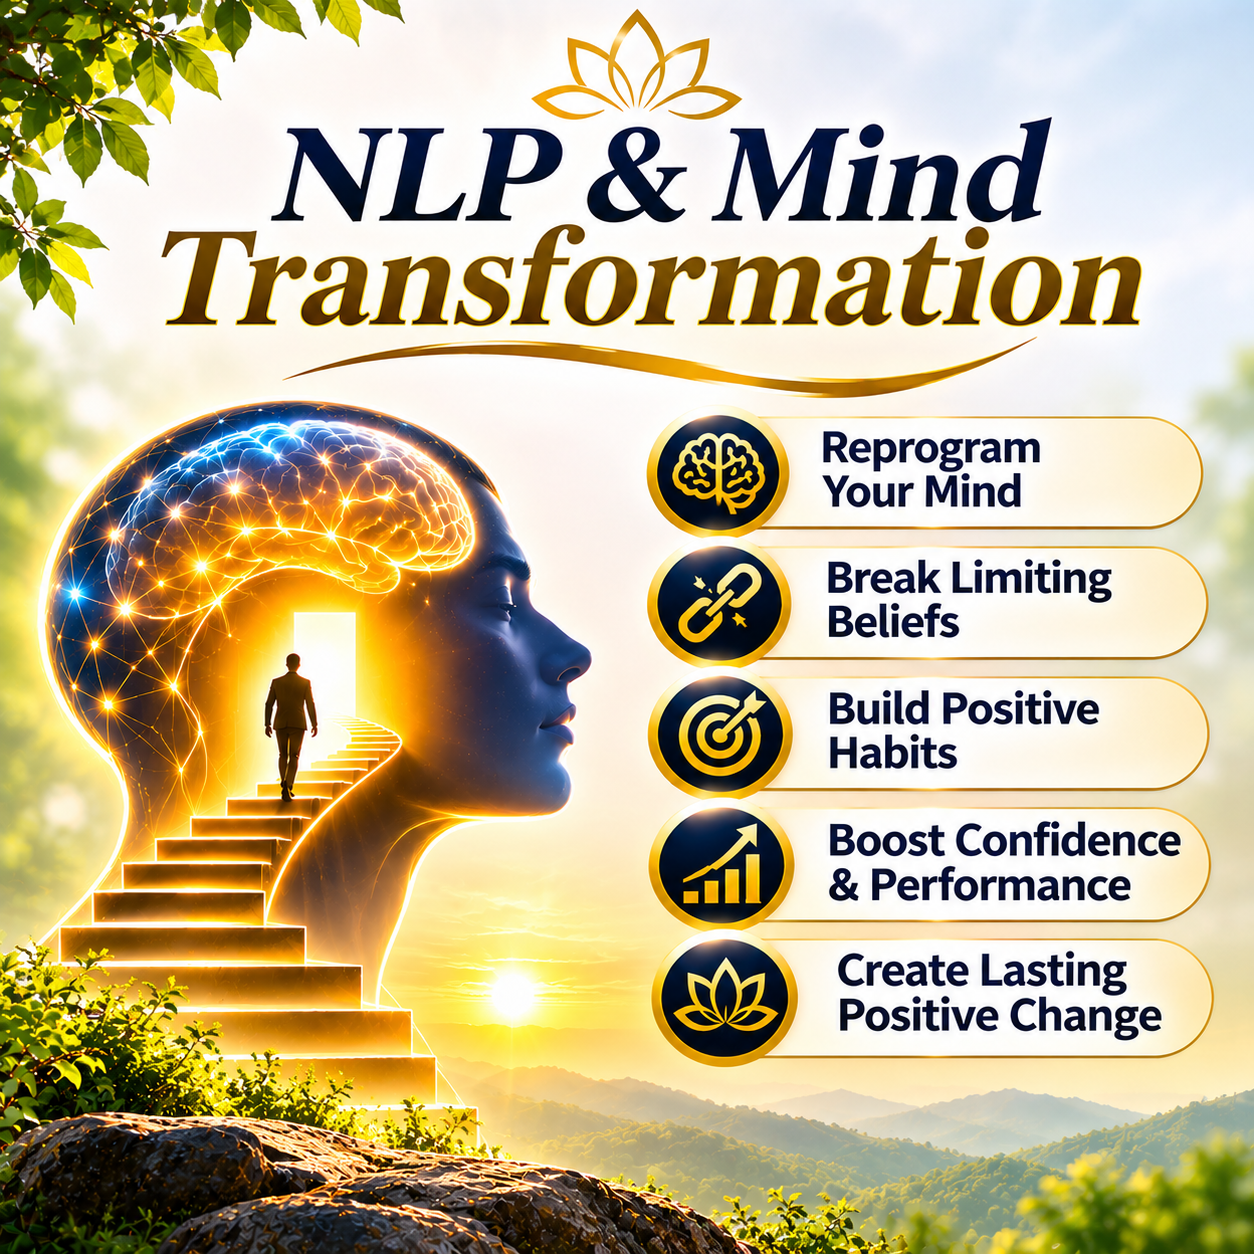 NLP & Mind
Transformation
Reprogram
Your Mind
Break Limiting
Beliefs
Build Positive
Habits
Boost Confidence
& Performance
Create Lasting
Positive Change